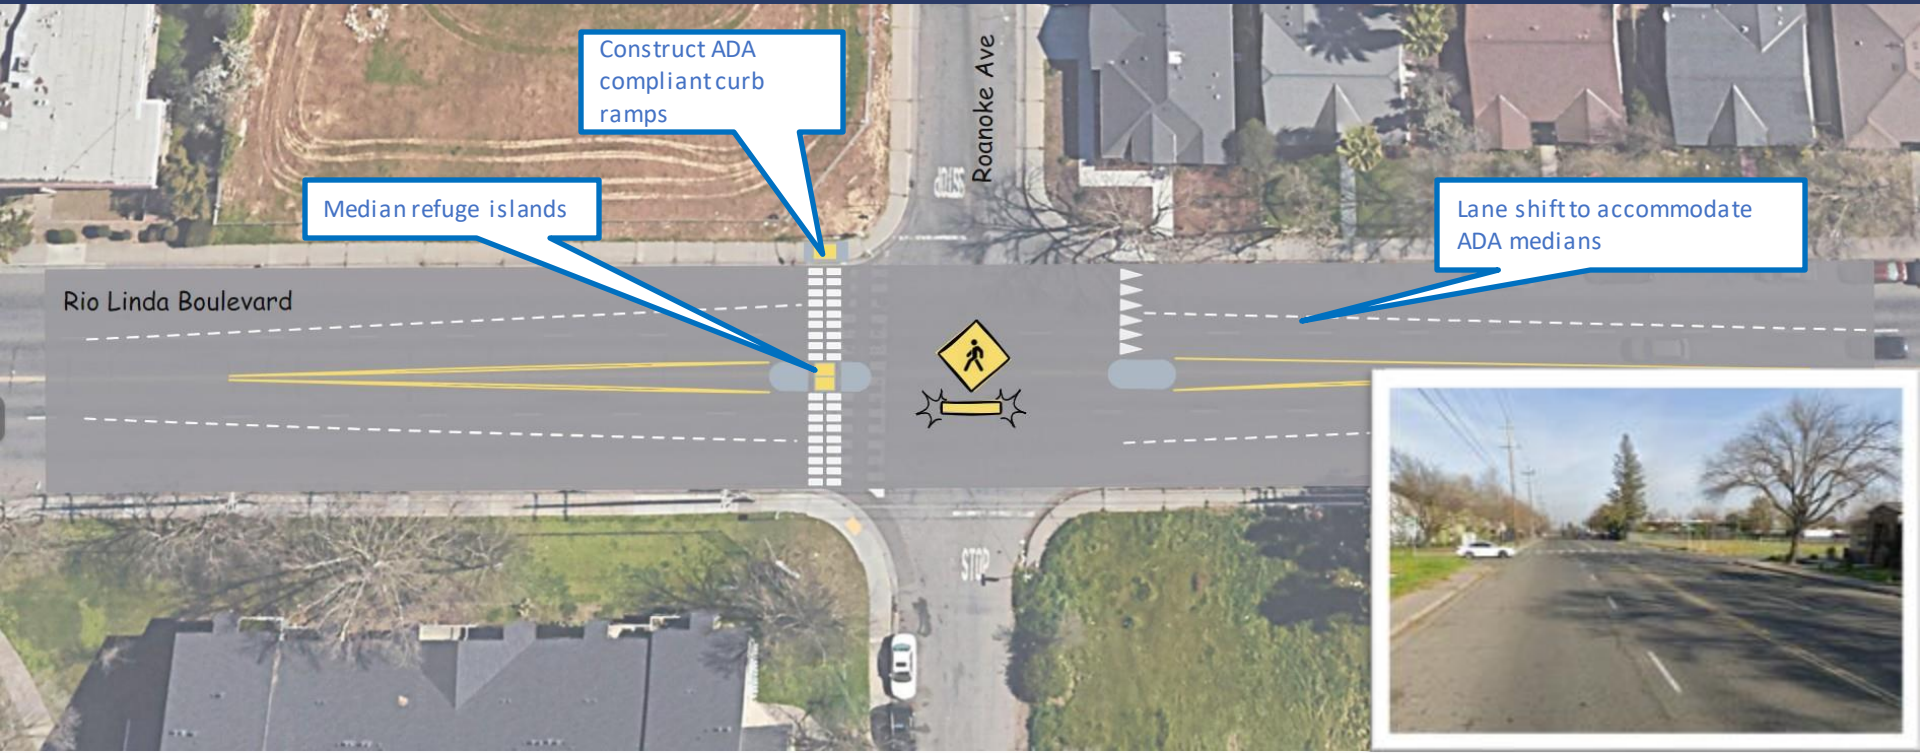 Construct ADA
compliant curb
ramps
Roanoke Ave
STOP
Median refuge islands
Lane shift to accommodate
ADA medians
Rio Linda Boulevard
STOP